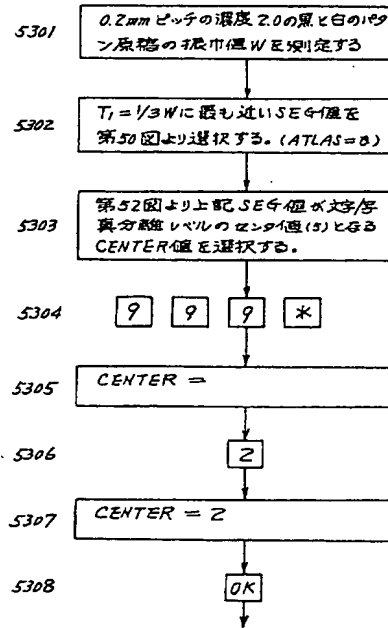 5301
0.2mmピッチの濃度2.0の黒と白のパタ
ン原稿の振巾値Wを測定する
5302
T1=1/3Wに最も近いSEG値を
第50図より選択する。(ATLAS=8)
5303
第52図より上記SEG値が文字/写
真分離レベルのセンタ値(5)となる
CENTER値を選択する。
5304
9 9 9 *
5305
CENTER =
5306
2
5307
CENTER = 2
5308
OK